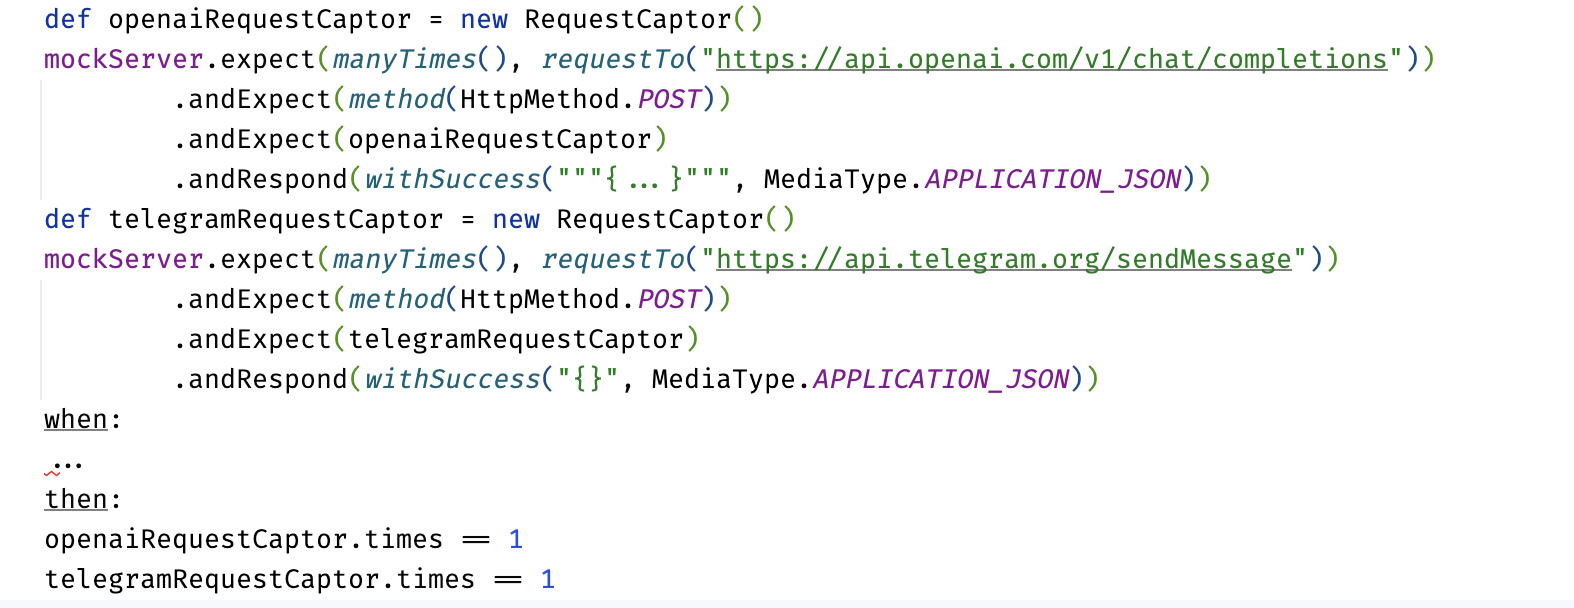 def openaiRequestCaptor = new RequestCaptor()
mockServer.expect(manyTimes(), requestTo("https://api.openai.com/v1/chat/completions"))
        .andExpect(method(HttpMethod.POST))
        .andExpect(openaiRequestCaptor)
        .andRespond(withSuccess("""{ ... }""", MediaType.APPLICATION_JSON))
def telegramRequestCaptor = new RequestCaptor()
mockServer.expect(manyTimes(), requestTo("https://api.telegram.org/sendMessage"))
        .andExpect(method(HttpMethod.POST))
        .andExpect(telegramRequestCaptor)
        .andRespond(withSuccess("{}", MediaType.APPLICATION_JSON))
when:
...
then:
openaiRequestCaptor.times == 1
telegramRequestCaptor.times == 1